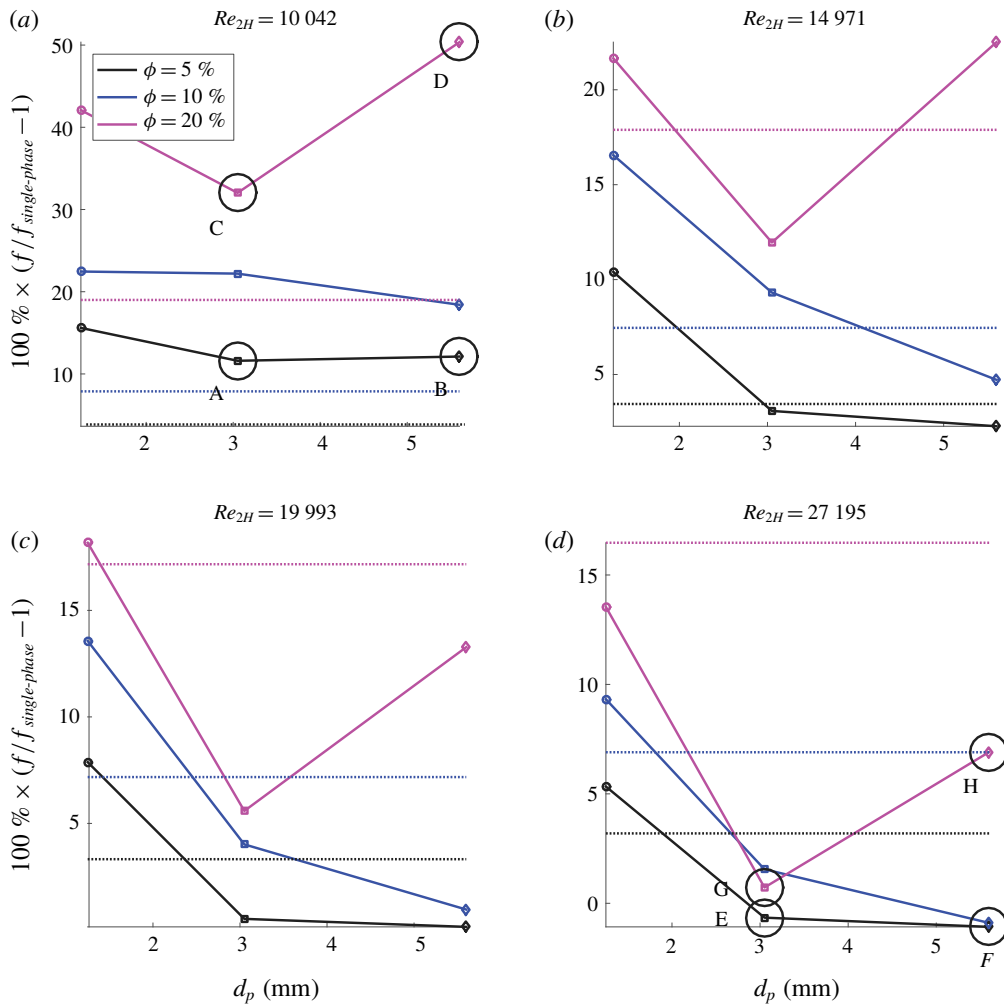 (a) Re2H = 10 042
50
40
30
20
10
ϕ = 5 %
ϕ = 10 %
ϕ = 20 %
D
C
A
B
2 3 4 5
100 % × (f/f single-phase − 1)
(b) Re2H = 14 971
20
15
10
5
2 3 4 5
(c) Re2H = 19 993
15
10
5
2 3 4 5
100 % × (f/f single-phase − 1)
dp (mm)
(d) Re2H = 27 195
15
10
5
0
H
G
E
F
2 3 4 5
dp (mm)